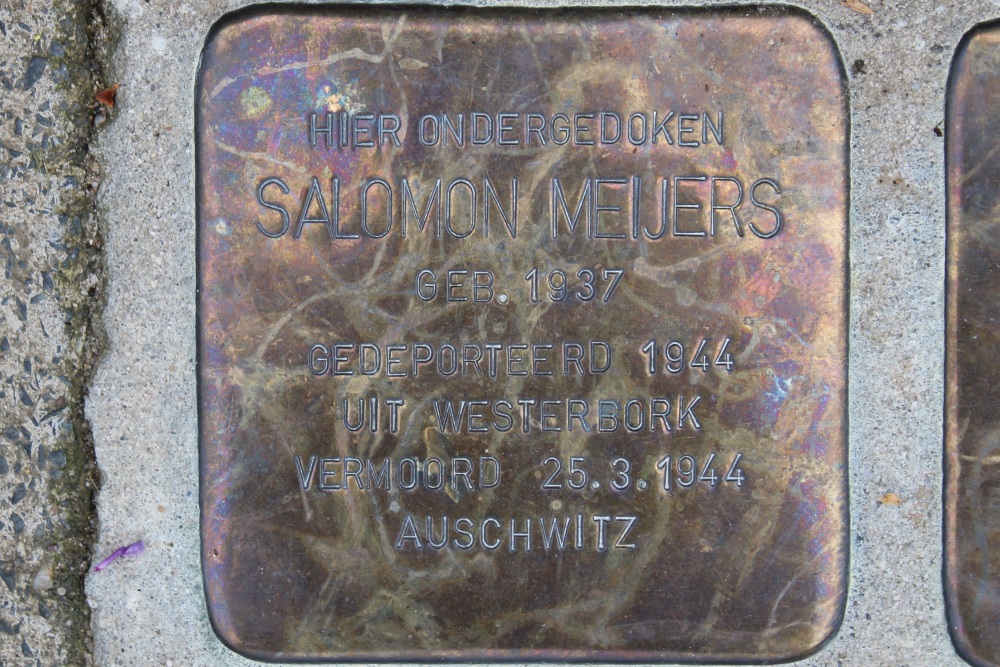 HIER ONDERGEDOKEN
SALOMON MEIJERS
GEB. 1937
GEDEPORTEERD 1944
UIT WESTERBORK
VERMOORD 25.3.1944
AUSCHWITZ